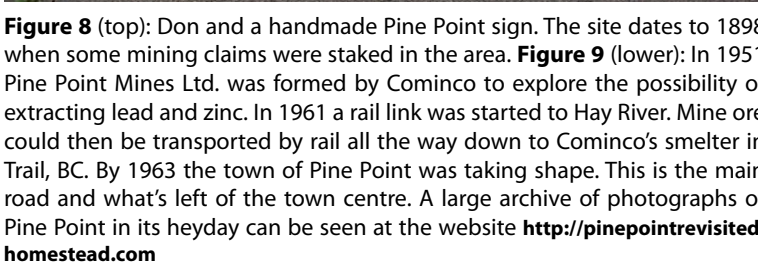 Figure 8 (top): Don and a handmade Pine Point sign. The site dates to 1898
when some mining claims were staked in the area. Figure 9 (lower): In 1951
Pine Point Mines Ltd. was formed by Cominco to explore the possibility o
extracting lead and zinc. In 1961 a rail link was started to Hay River. Mine ore
could then be transported by rail all the way down to Cominco's smelter in
Trail, BC. By 1963 the town of Pine Point was taking shape. This is the main
road and what's left of the town centre. A large archive of photographs o
Pine Point in its heyday can be seen at the website http://pinepointrevisited
homestead.com